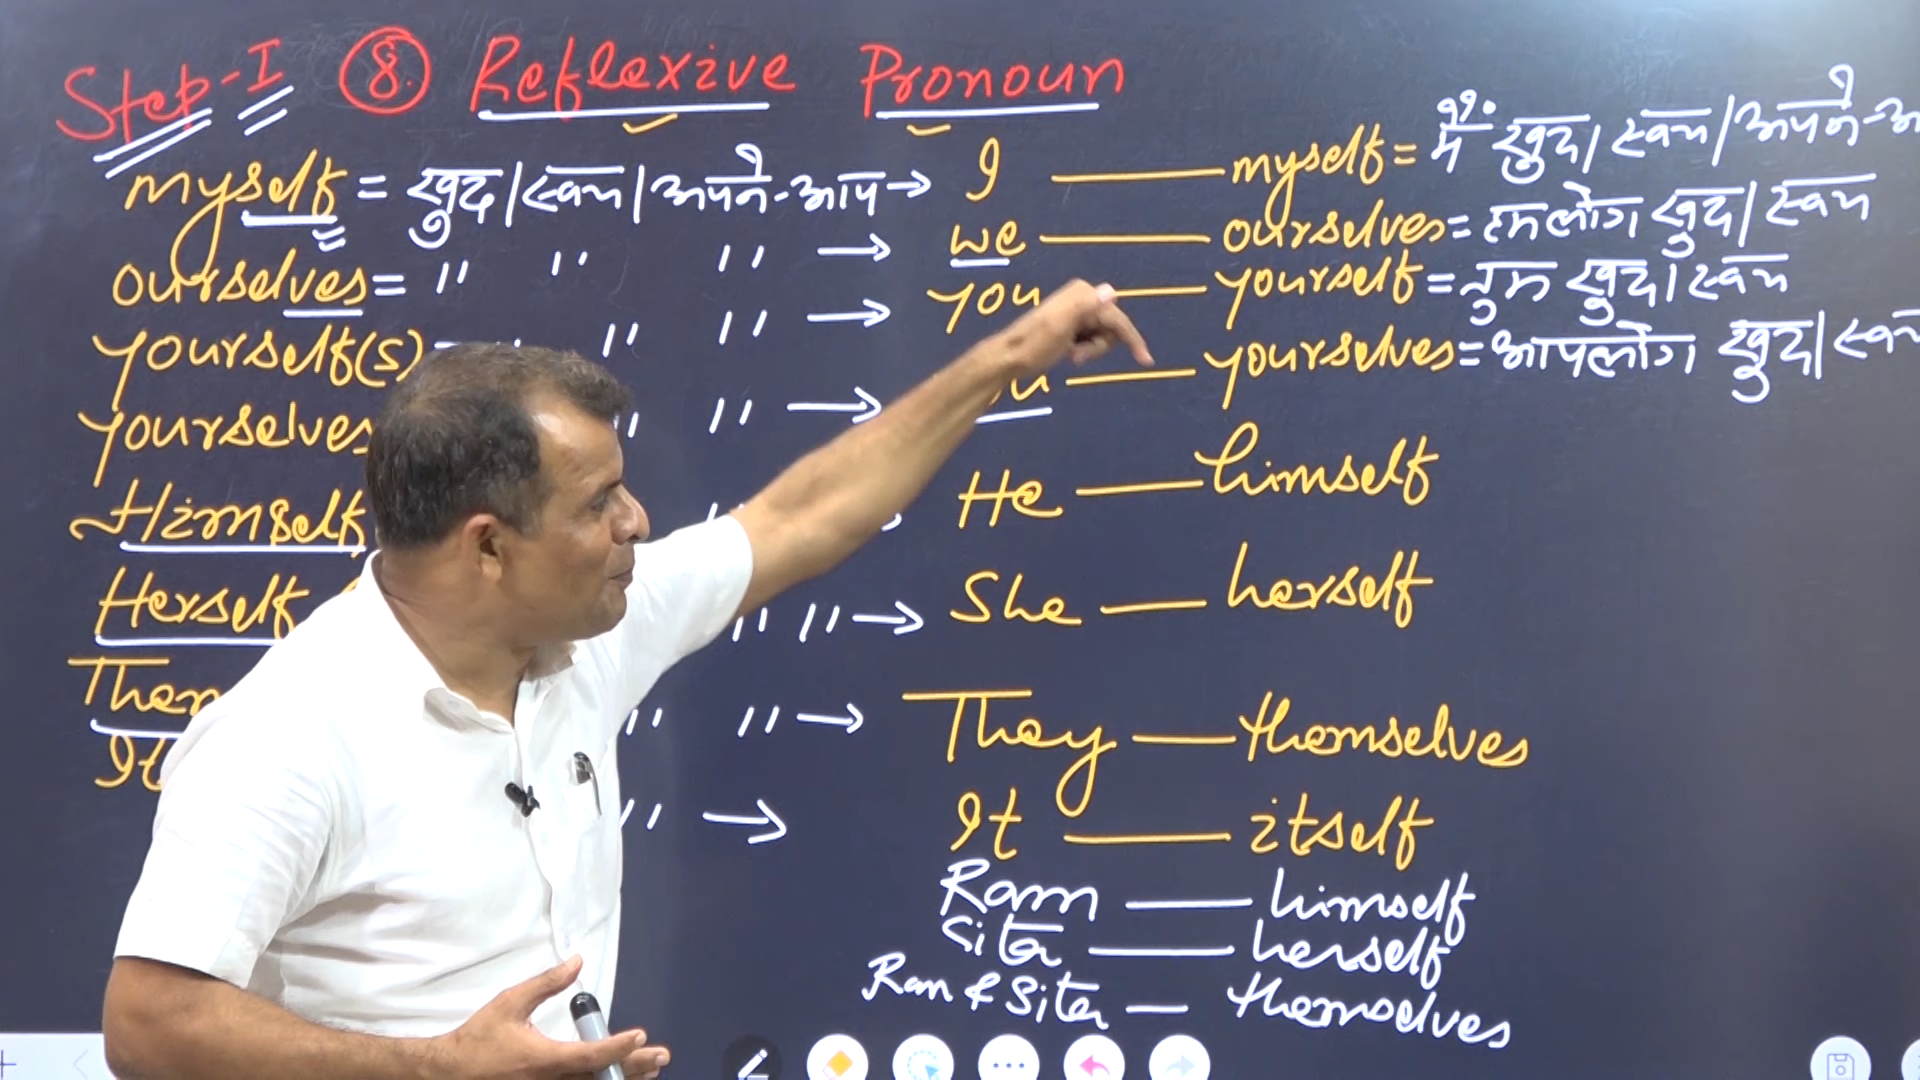 Step-I ⑧ Reflexive Pronoun
myself = खुद/स्वयं/अपने-आप → I — myself = मैं खुद/स्वयं/अपने-आ
ourselves = " " " → we — ourselves = हमलोग खुद/स्वयं
yourself(s) " " → you — yourself = तुम खुद/स्वयं
yourselves " " → — yourselves = आपलोग खुद/स्वयं
Himself He — himself
Herself " " → She — herself
Them " " → They — themselves
It " → It — itself
Ram — himself
Sita — herself
Ram & Sita — themselves